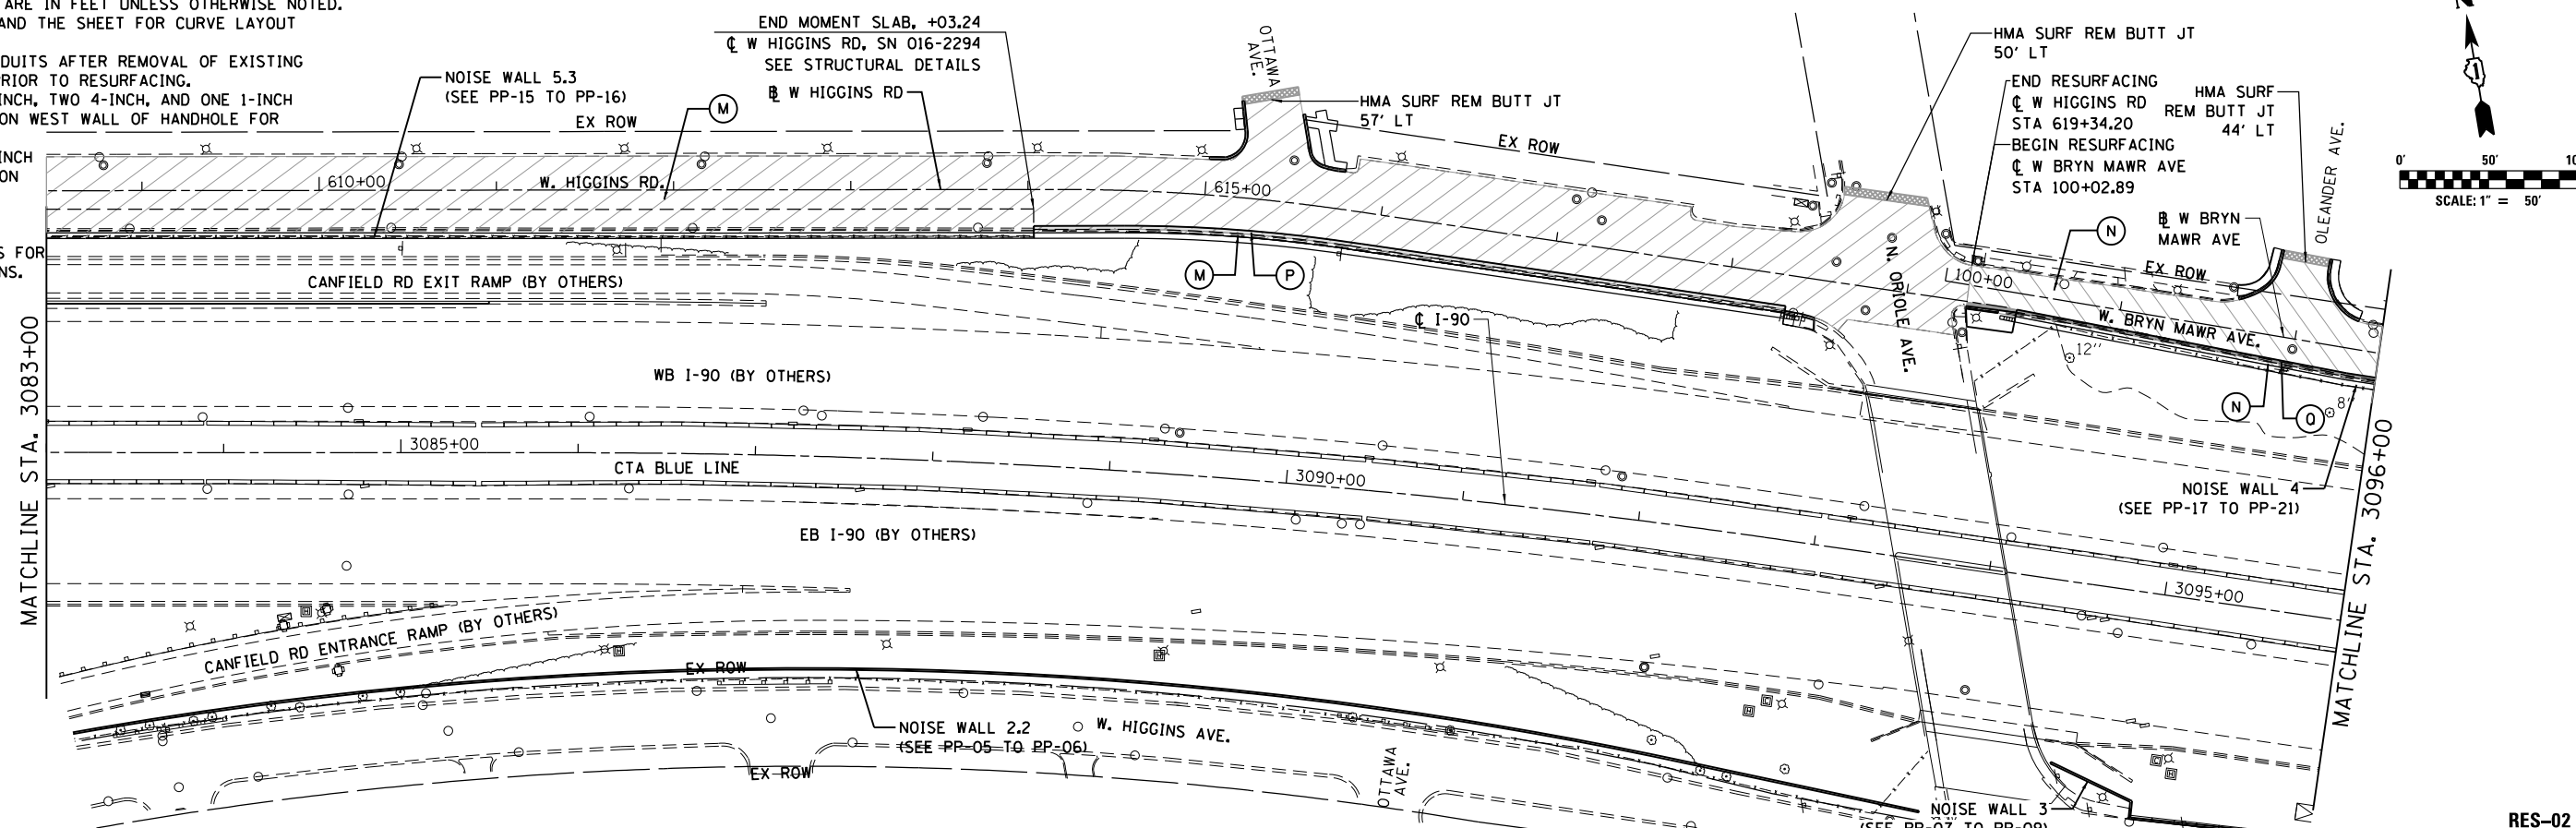 ARE IN FEET UNLESS OTHERWISE NOTED.
AND THE SHEET FOR CURVE LAYOUT
DUITS AFTER REMOVAL OF EXISTING
PRIOR TO RESURFACING.
INCH, TWO 4-INCH, AND ONE 1-INCH
ON WEST WALL OF HANDHOLE FOR
INCH
ON
S FOR
NS.
NOISE WALL 5.3
(SEE PP-15 TO PP-16)
M
END MOMENT SLAB, +03.24
℄ W HIGGINS RD, SN 016-2294
SEE STRUCTURAL DETAILS
B W HIGGINS RD
EX ROW
OTTAWA
AVE.
HMA SURF REM BUTT JT
57' LT
EX ROW
HMA SURF REM BUTT JT
50' LT
END RESURFACING
℄ W HIGGINS RD
STA 619+34.20
BEGIN RESURFACING
℄ W BRYN MAWR AVE
STA 100+02.89
HMA SURF
REM BUTT JT
44' LT
OLEANDER AVE.
N
1
0' 50' 10
SCALE: 1" = 50'
610+00
W. HIGGINS RD.
615+00
N
B W BRYN
MAWR AVE
EX ROW
100+00
N. ORIOLE AVE.
W. BRYN MAWR AVE.
M
P
CANFIELD RD EXIT RAMP (BY OTHERS)
℄ I-90
12"
8"
N
Q
MATCHLINE STA. 3083+00
WB I-90 (BY OTHERS)
3085+00
CTA BLUE LINE
3090+00
NOISE WALL 4
(SEE PP-17 TO PP-21)
MATCHLINE STA. 3096+00
EB I-90 (BY OTHERS)
3095+00
CANFIELD RD ENTRANCE RAMP (BY OTHERS)
EX ROW
NOISE WALL 2.2
(SEE PP-05 TO PP-06)
W. HIGGINS AVE.
EX ROW
OTTAWA
AVE.
NOISE WALL 3
(SEE PP-07 TO PP-09)
RES-02